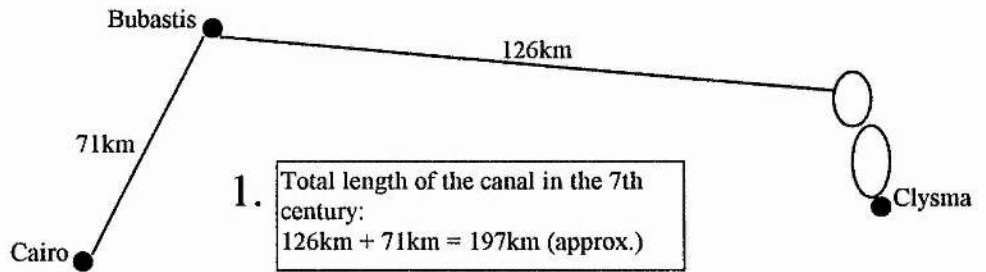 Bubastis
126km
71km
1.
Total length of the canal in the 7th
century:
126km + 71km = 197km (approx.)
Clysma
Cairo